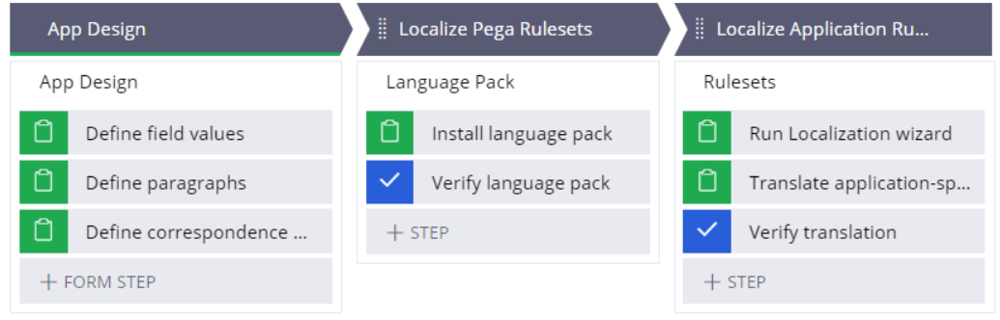 App Design
Localize Pega Rulesets
Localize Application Ru...
App Design
Define field values
Define paragraphs
Define correspondence ...
+ FORM STEP
Language Pack
Install language pack
Verify language pack
+ STEP
Rulesets
Run Localization wizard
Translate application-sp...
Verify translation
+ STEP